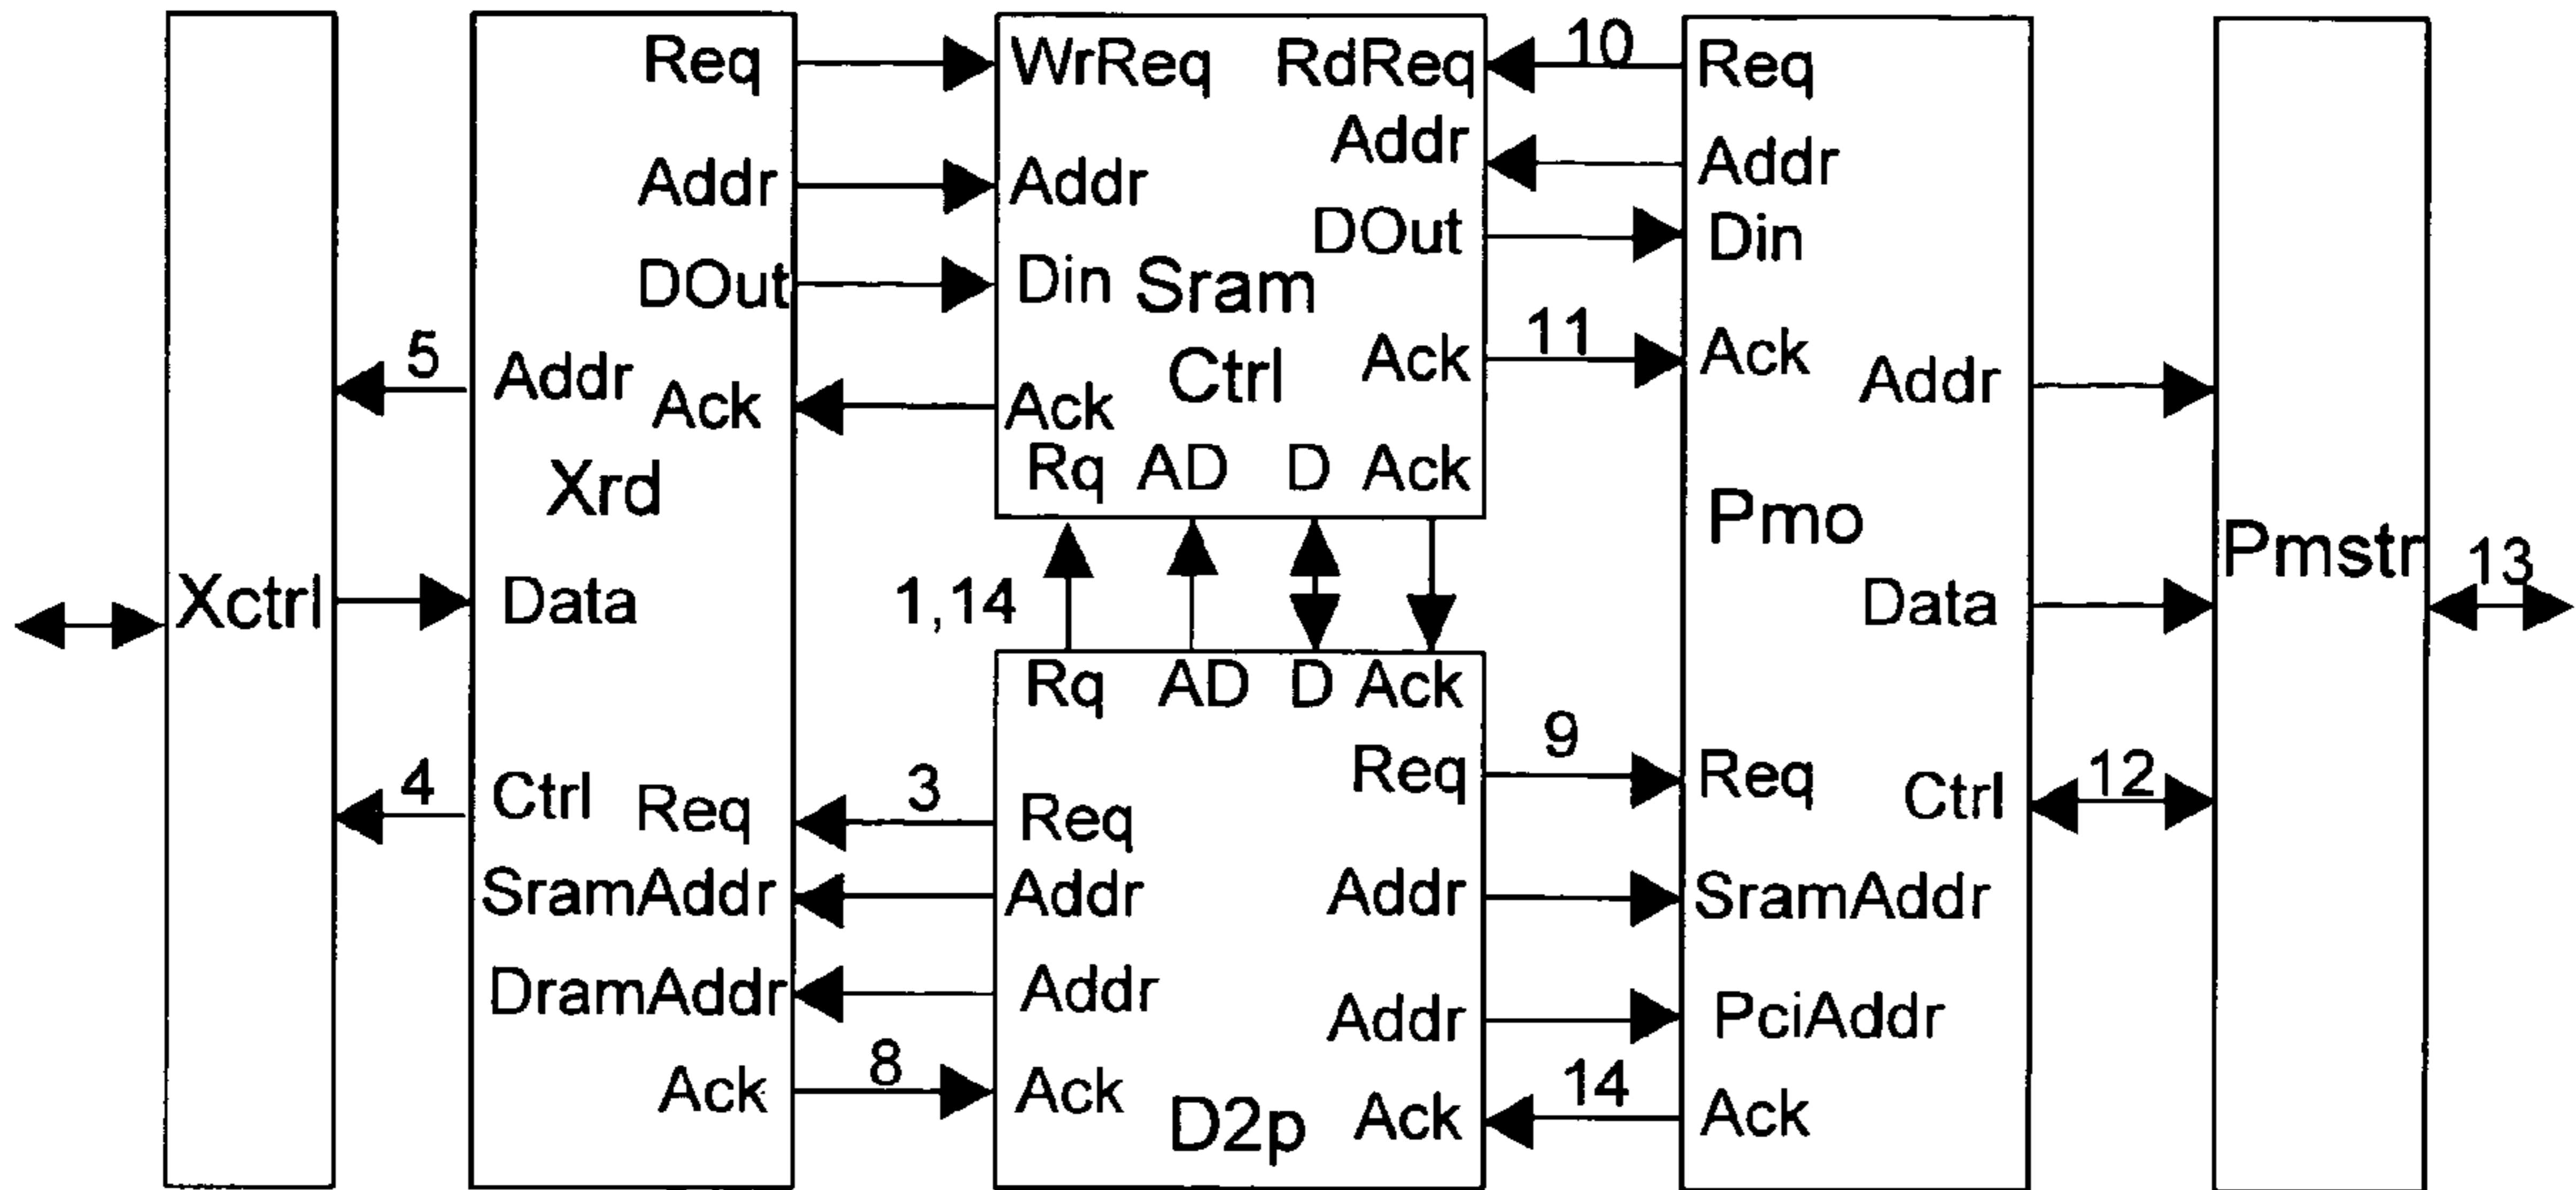 Req
WrReq
RdReq
10
Req
Addr
Addr
Addr
Addr
DOut
Din
DOut
Din
Sram
Ctrl
5
Addr
Ack
Ack
Ack
11
Ack
Addr
Rq AD D Ack
Xrd
Pmo
Pmstr
Xctrl
Data
1,14
Data
13
Rq AD D Ack
4
Ctrl
Req
3
Req
Req
9
Req
Ctrl
12
SramAddr
Addr
Addr
SramAddr
DramAddr
Addr
Addr
PciAddr
Ack
8
Ack
D2p
Ack
14
Ack